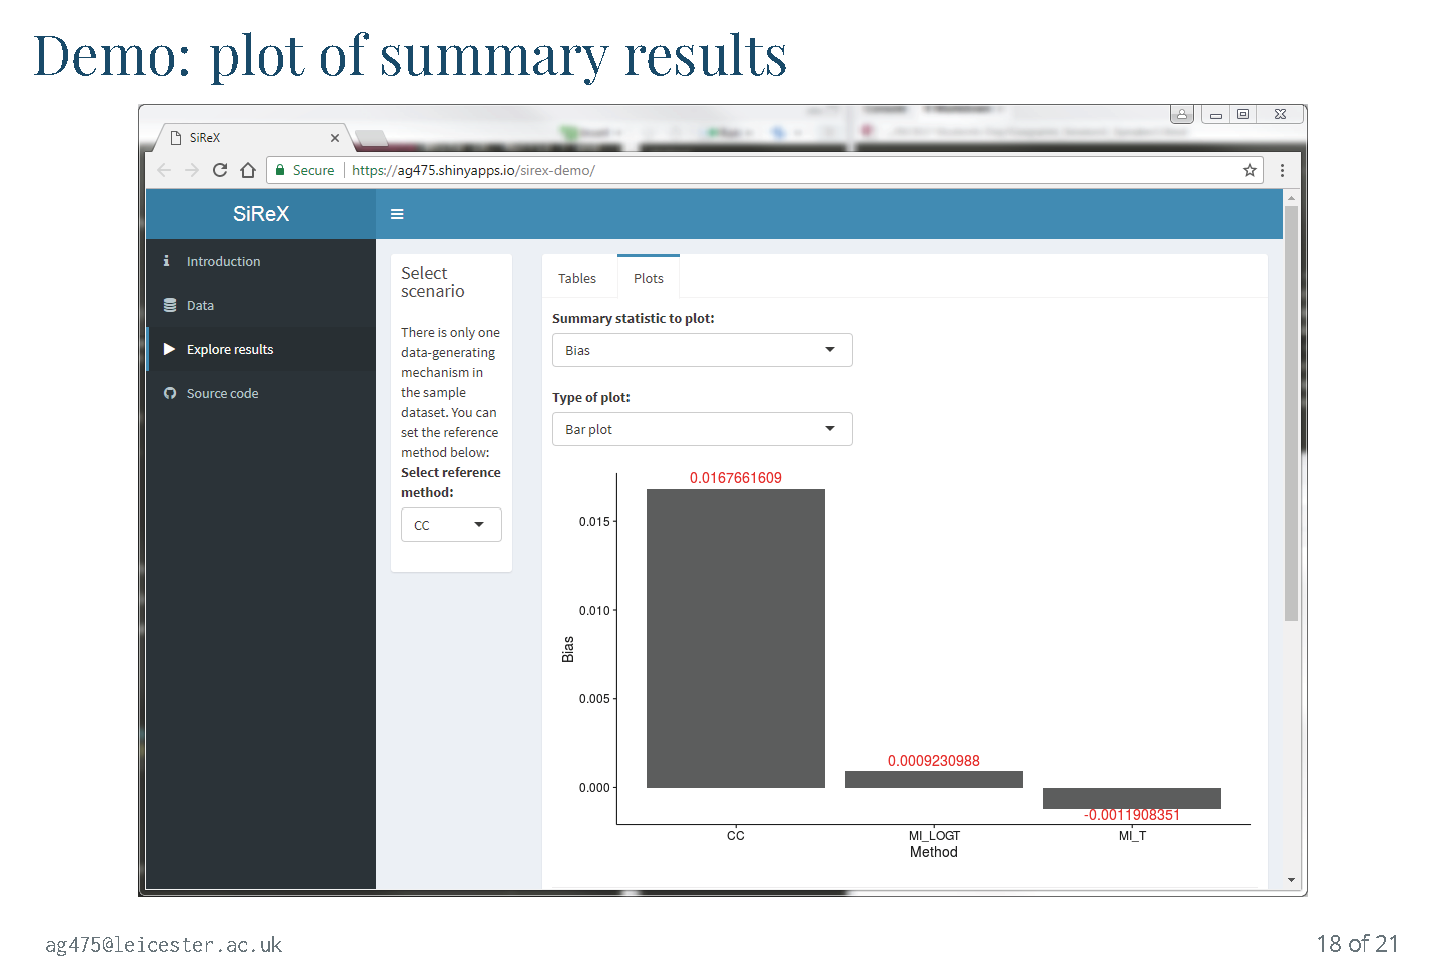 Demo: plot of summary results
SiReX
Secure https://ag475.shinyapps.io/sirex-demo/
SiReX
Introduction
Data
Explore results
Source code
Select
scenario
There is only one
data-generating
mechanism in
the sample
dataset. You can
set the reference
method below:
Select reference
method:
CC
Tables Plots
Summary statistic to plot:
Bias
Type of plot:
Bar plot
0.0167661609
0.015
0.010
0.005
0.000
Bias
0.0009230988
-0.0011908351
CC MI_LOGT MI_T
Method
ag475@leicester.ac.uk
18 of 21